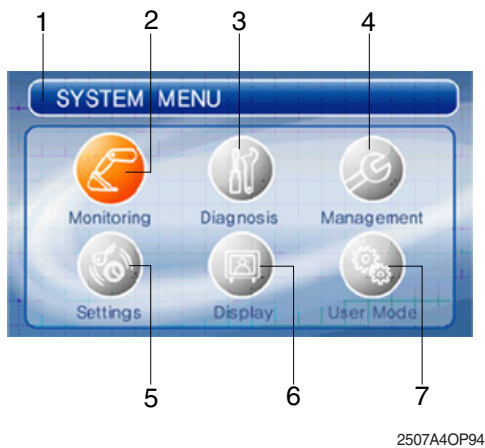 1 2 3 4
SYSTEM MENU
Monitoring Diagnosis Management
Settings Display User Mode
5 6 7
2507A4OP94